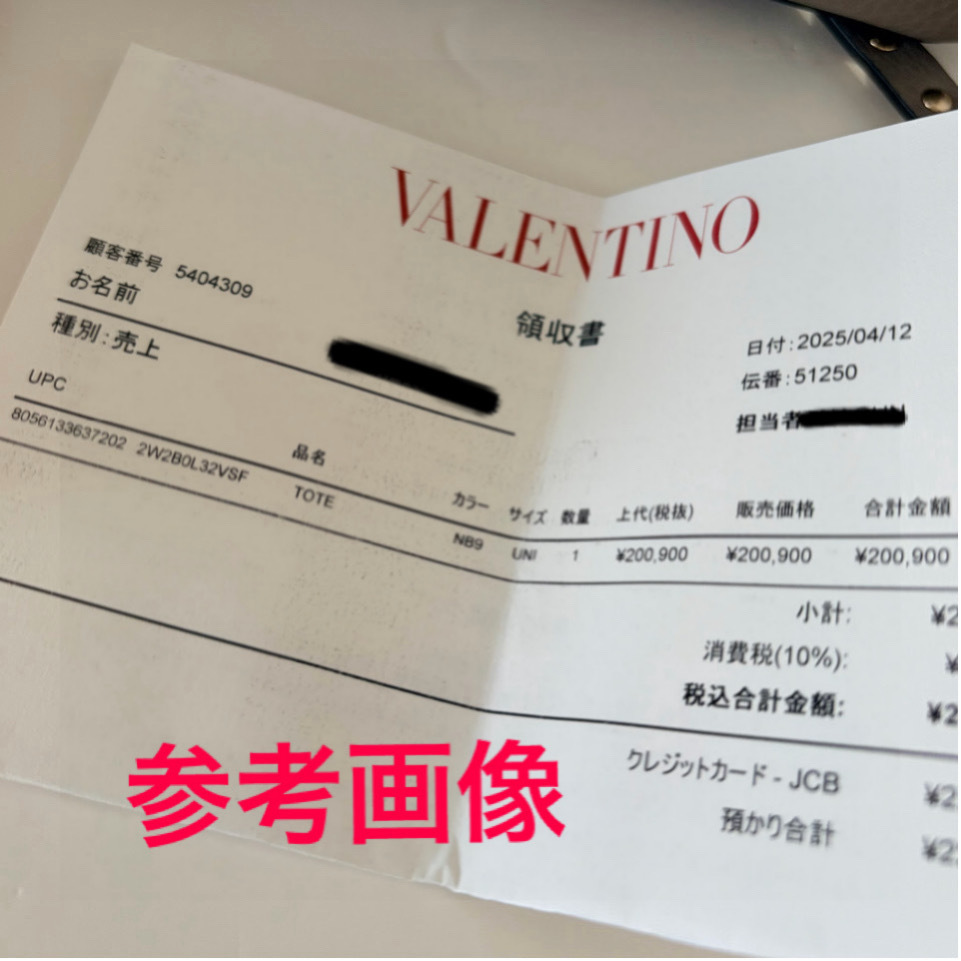 VALENTINO
領収書
顧客番号 5404309
お名前
種別:売上
日付:2025/04/12
伝番:51250
担当者
UPC 品名 カラー サイズ 数量 上代(税抜) 販売価格 合計金額
8056133637202 2W2B0L32VSF TOTE NB9 UNI 1 ¥200,900 ¥200,900 ¥200,900
小計: ¥2
消費税(10%): ¥
税込合計金額: ¥2
クレジットカード - JCB ¥2
預かり合計 ¥2
参考画像